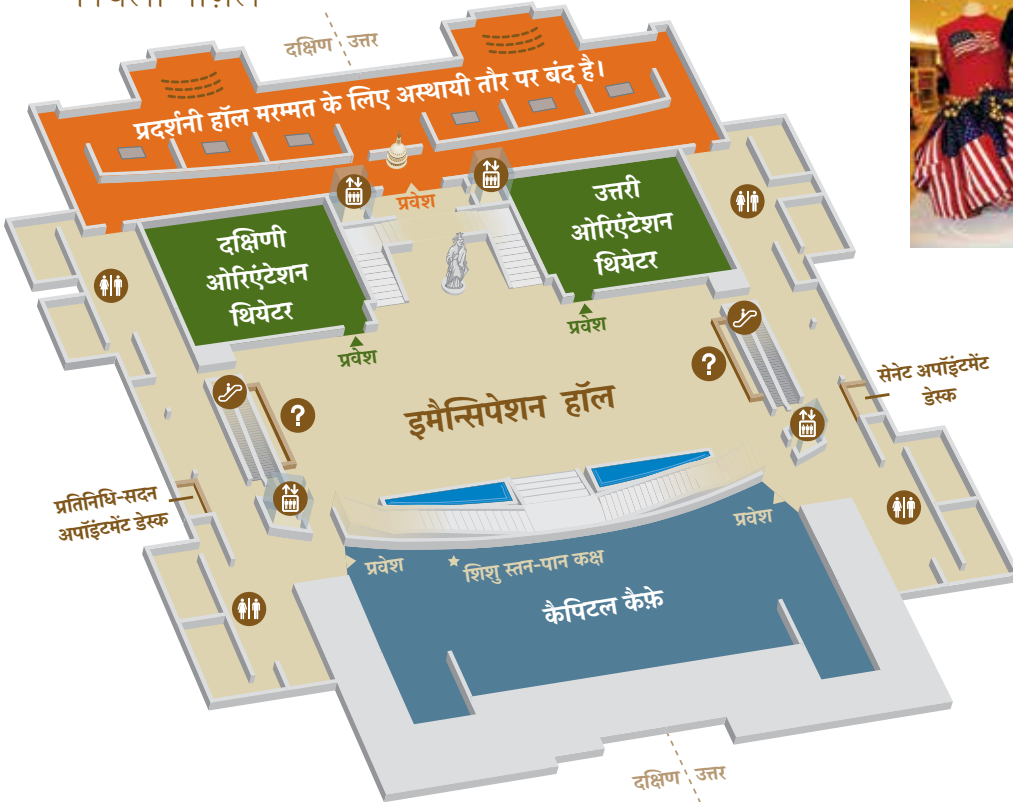 दक्षिण उत्तर
प्रदर्शनी हॉल मरम्मत के लिए अस्थायी तौर पर बंद है।
प्रवेश
दक्षिणी
ओरिएंटेशन
थियेटर
उत्तरी
ओरिएंटेशन
थियेटर
प्रवेश
प्रवेश
?
?
इमैन्सिपेशन हॉल
सेनेट अपॉइंटमेंट
डेस्क
प्रतिनिधि-सदन
अपॉइंटमेंट डेस्क
प्रवेश
प्रवेश
शिशु स्तन-पान कक्ष
कैपिटल कैफ़े
दक्षिण उत्तर